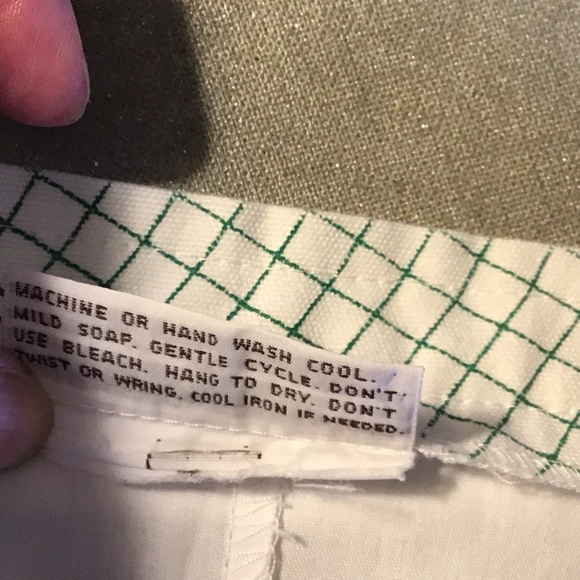 MACHINE OR HAND WASH COOL.
MILD SOAP. GENTLE CYCLE. DON'T
USE BLEACH. HANG TO DRY. DON'T
TWIST OR WRING. COOL IRON IF NEEDED.